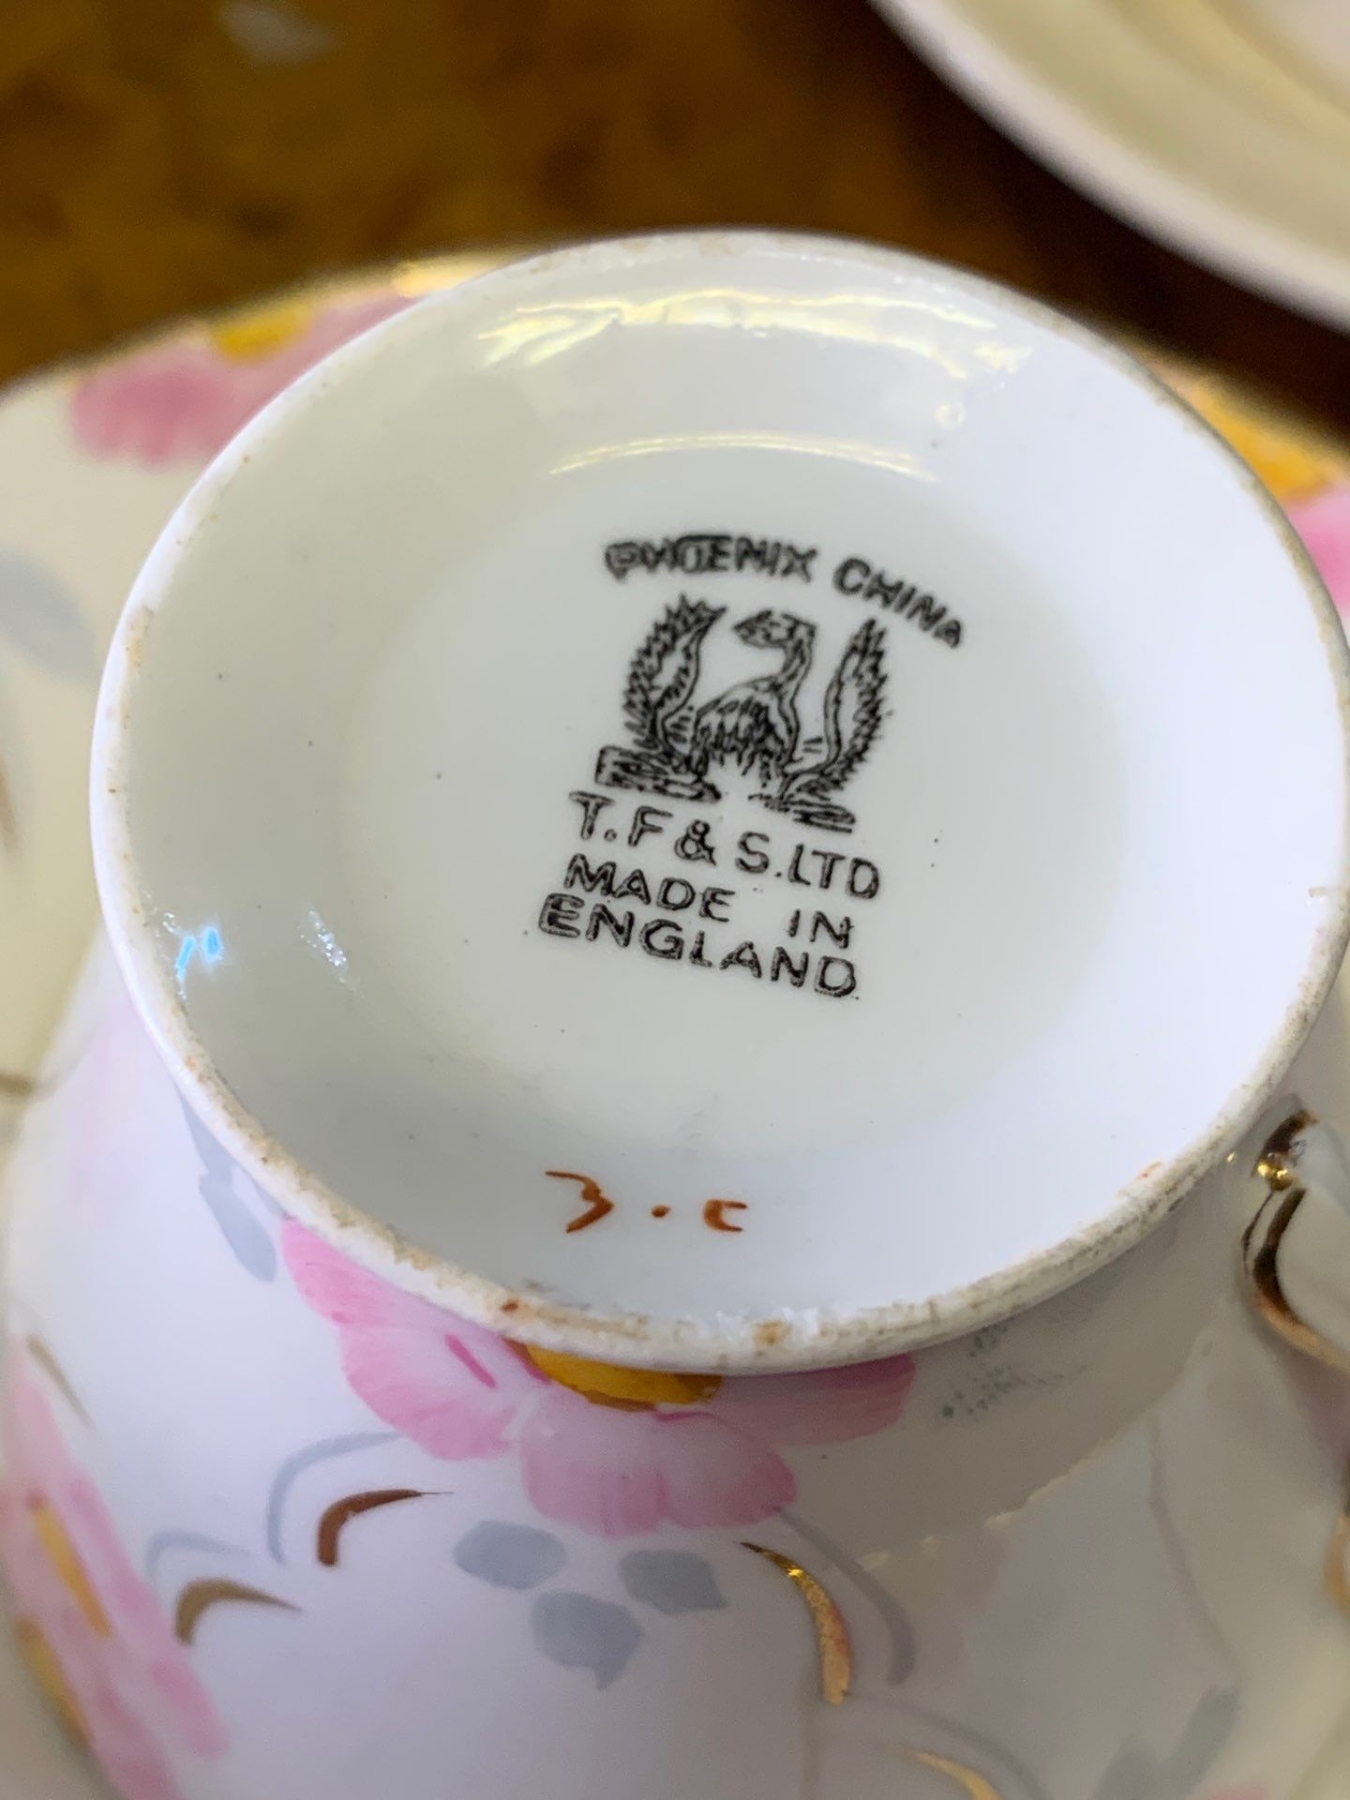 PHOENIX CHINA
T.F & S.LTD
MADE IN
ENGLAND
3.C